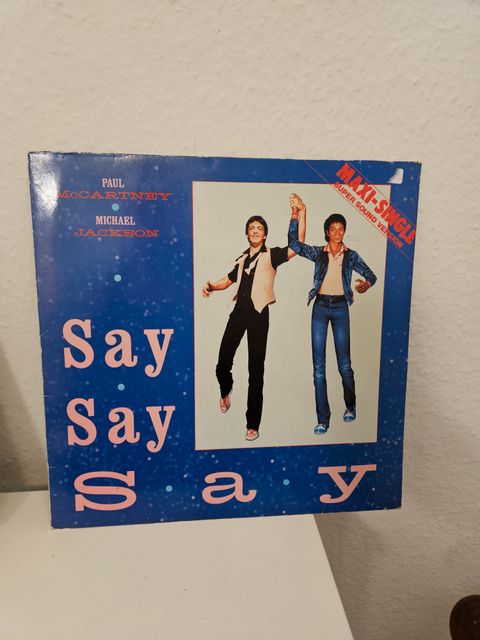 PAUL
McCARTNEY
MICHAEL
JACKSON
MAXI-SINGLE
SUPER SOUND VERSION
Say
Say
Say